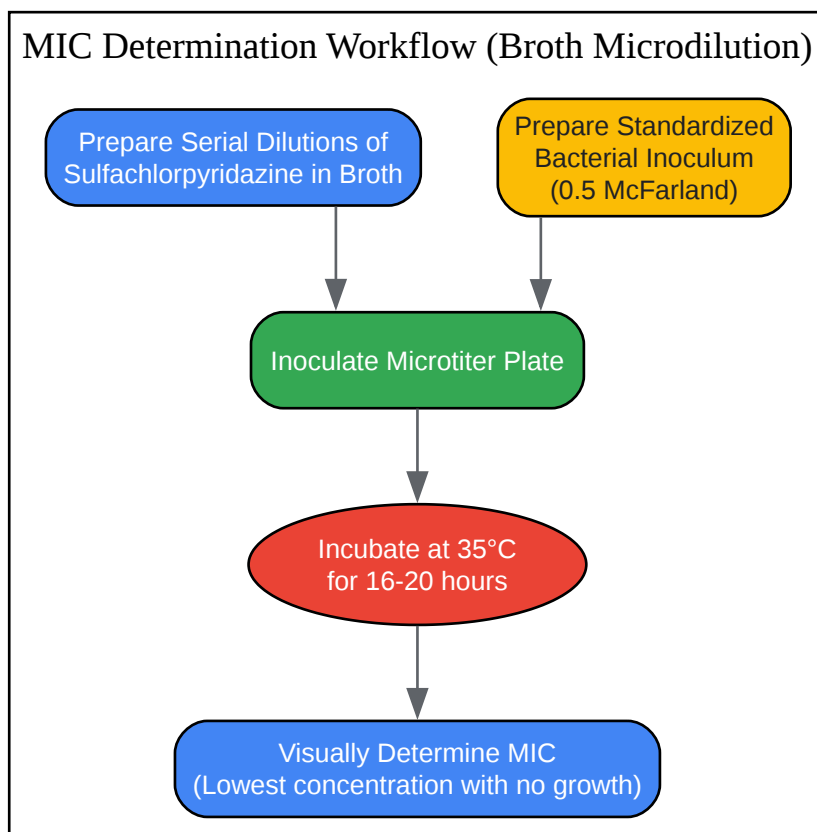 MIC Determination Workflow (Broth Microdilution)
Prepare Serial Dilutions of
Sulfachlorpyridazine in Broth
Prepare Standardized
Bacterial Inoculum
(0.5 McFarland)
Inoculate Microtiter Plate
Incubate at 35°C
for 16-20 hours
Visually Determine MIC
(Lowest concentration with no growth)